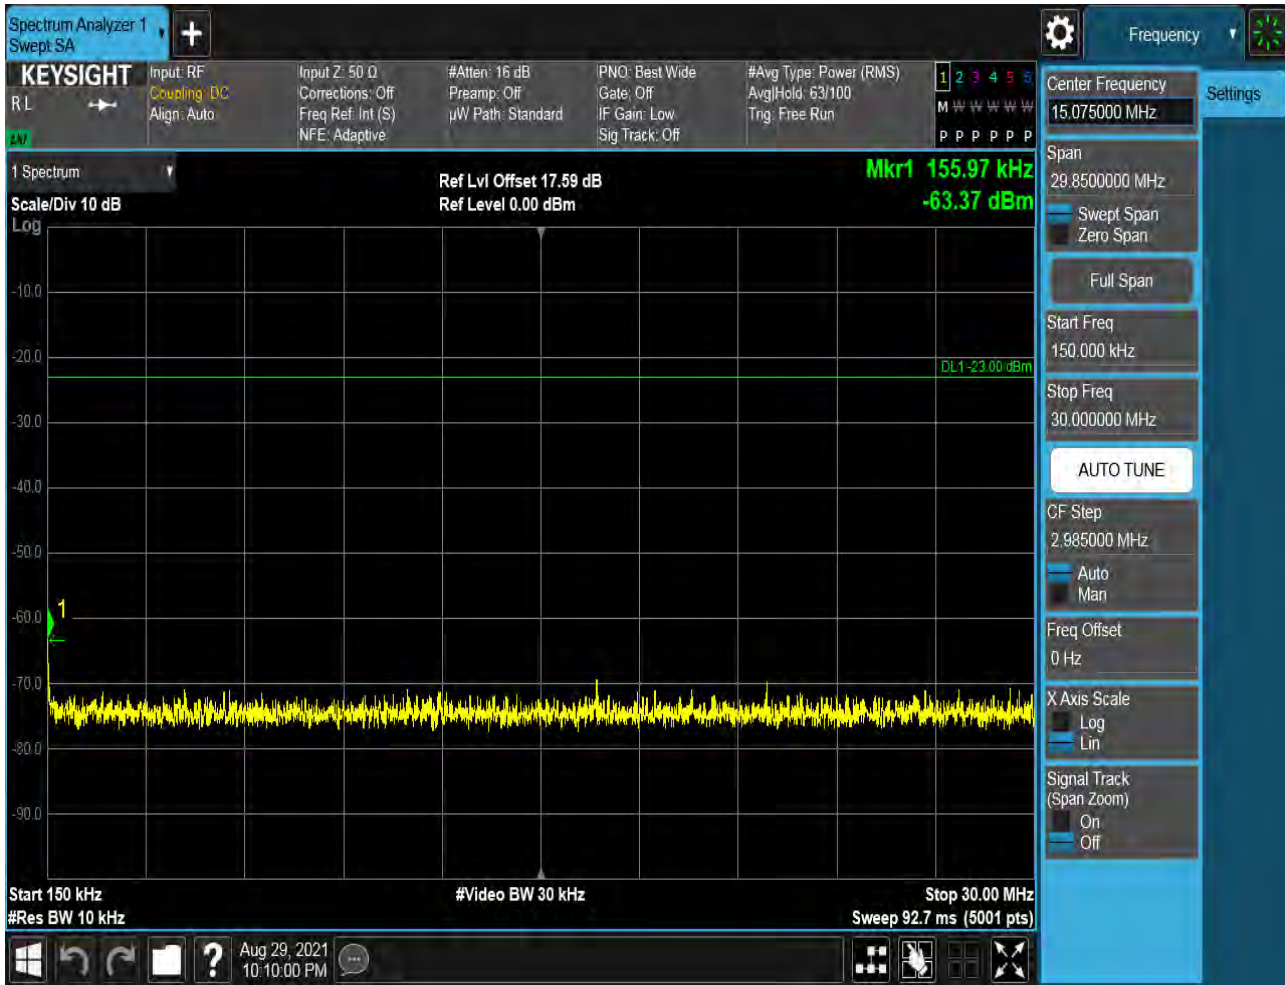 Spectrum Analyzer 1
Swept SA
Frequency
KEYSIGHT
R L
LNI
Input: RF
Coupling: DC
Align: Auto
Input Z: 50 Ω
Corrections: Off
Freq Ref: Int (S)
NFE: Adaptive
#Atten: 16 dB
Preamp: Off
µW Path: Standard
PNO: Best Wide
Gate: Off
IF Gain: Low
Sig Track: Off
#Avg Type: Power (RMS)
Avg|Hold: 63/100
Trig: Free Run
1 2 3 4 5 6
M W W W W W
P P P P P P
1 Spectrum
Scale/Div 10 dB
Log
Ref Lvl Offset 17.59 dB
Ref Level 0.00 dBm
Mkr1 155.97 kHz
-63.37 dBm
-10.0
-20.0
DL1 -23.00 dBm
-30.0
-40.0
-50.0
-60.0
1
-70.0
-80.0
-90.0
Start 150 kHz
#Video BW 30 kHz
Stop 30.00 MHz
#Res BW 10 kHz
Sweep 92.7 ms (5001 pts)
?
Aug 29, 2021
10:10:00 PM
Center Frequency
15.075000 MHz
Settings
Span
29.8500000 MHz
Swept Span
Zero Span
Full Span
Start Freq
150.000 kHz
Stop Freq
30.000000 MHz
AUTO TUNE
CF Step
2.985000 MHz
Auto
Man
Freq Offset
0 Hz
X Axis Scale
Log
Lin
Signal Track
(Span Zoom)
On
Off